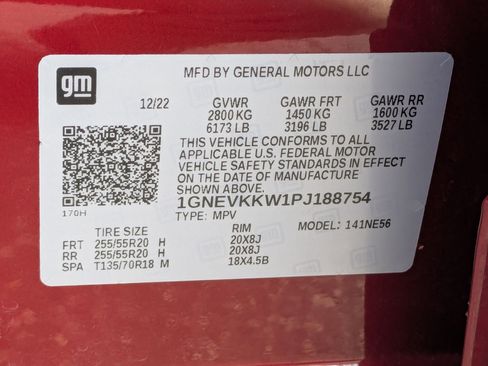 gm
MFD BY GENERAL MOTORS LLC
12/22 GVWR GAWR FRT GAWR RR
2800 KG 1450 KG 1600 KG
6173 LB 3196 LB 3527 LB
THIS VEHICLE CONFORMS TO ALL
APPLICABLE U.S. FEDERAL MOTOR
VEHICLE SAFETY STANDARDS IN EFFECT
ON THE DATE OF MANUFACTURE
SHOWN ABOVE.
1GNEVKKW1PJ188754
170H
TYPE: MPV MODEL: 141NE56
TIRE SIZE RIM
FRT 255/55R20 H 20X8J
RR 255/55R20 H 20X8J
SPA T135/70R18 M 18X4.5B